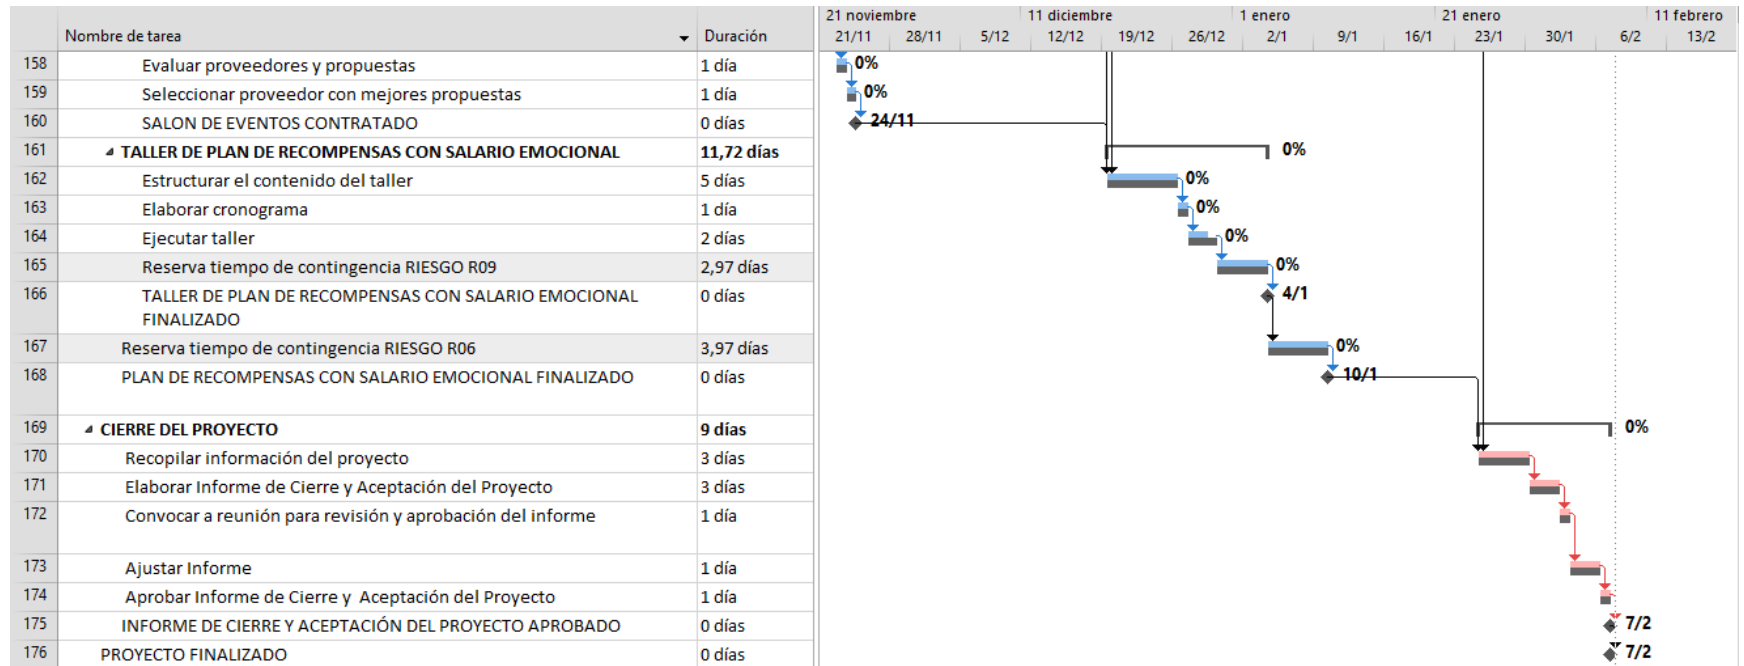 21 noviembre 11 diciembre 1 enero 21 enero 11 febrero
Nombre de tarea Duración 21/11 28/11 5/12 12/12 19/12 26/12 2/1 9/1 16/1 23/1 30/1 6/2 13/2
158 Evaluar proveedores y propuestas 1 día 0%
159 Seleccionar proveedor con mejores propuestas 1 día 0%
160 SALON DE EVENTOS CONTRATADO 0 días 24/11
161 TALLER DE PLAN DE RECOMPENSAS CON SALARIO EMOCIONAL 11,72 días 0%
162 Estructurar el contenido del taller 5 días 0%
163 Elaborar cronograma 1 día 0%
164 Ejecutar taller 2 días 0%
165 Reserva tiempo de contingencia RIESGO R09 2,97 días 0%
166 TALLER DE PLAN DE RECOMPENSAS CON SALARIO EMOCIONAL 0 días 4/1
FINALIZADO
167 Reserva tiempo de contingencia RIESGO R06 3,97 días 0%
168 PLAN DE RECOMPENSAS CON SALARIO EMOCIONAL FINALIZADO 0 días 10/1
169 CIERRE DEL PROYECTO 9 días 0%
170 Recopilar información del proyecto 3 días
171 Elaborar Informe de Cierre y Aceptación del Proyecto 3 días
172 Convocar a reunión para revisión y aprobación del informe 1 día
173 Ajustar Informe 1 día
174 Aprobar Informe de Cierre y Aceptación del Proyecto 1 día
175 INFORME DE CIERRE Y ACEPTACIÓN DEL PROYECTO APROBADO 0 días 7/2
176 PROYECTO FINALIZADO 0 días 7/2